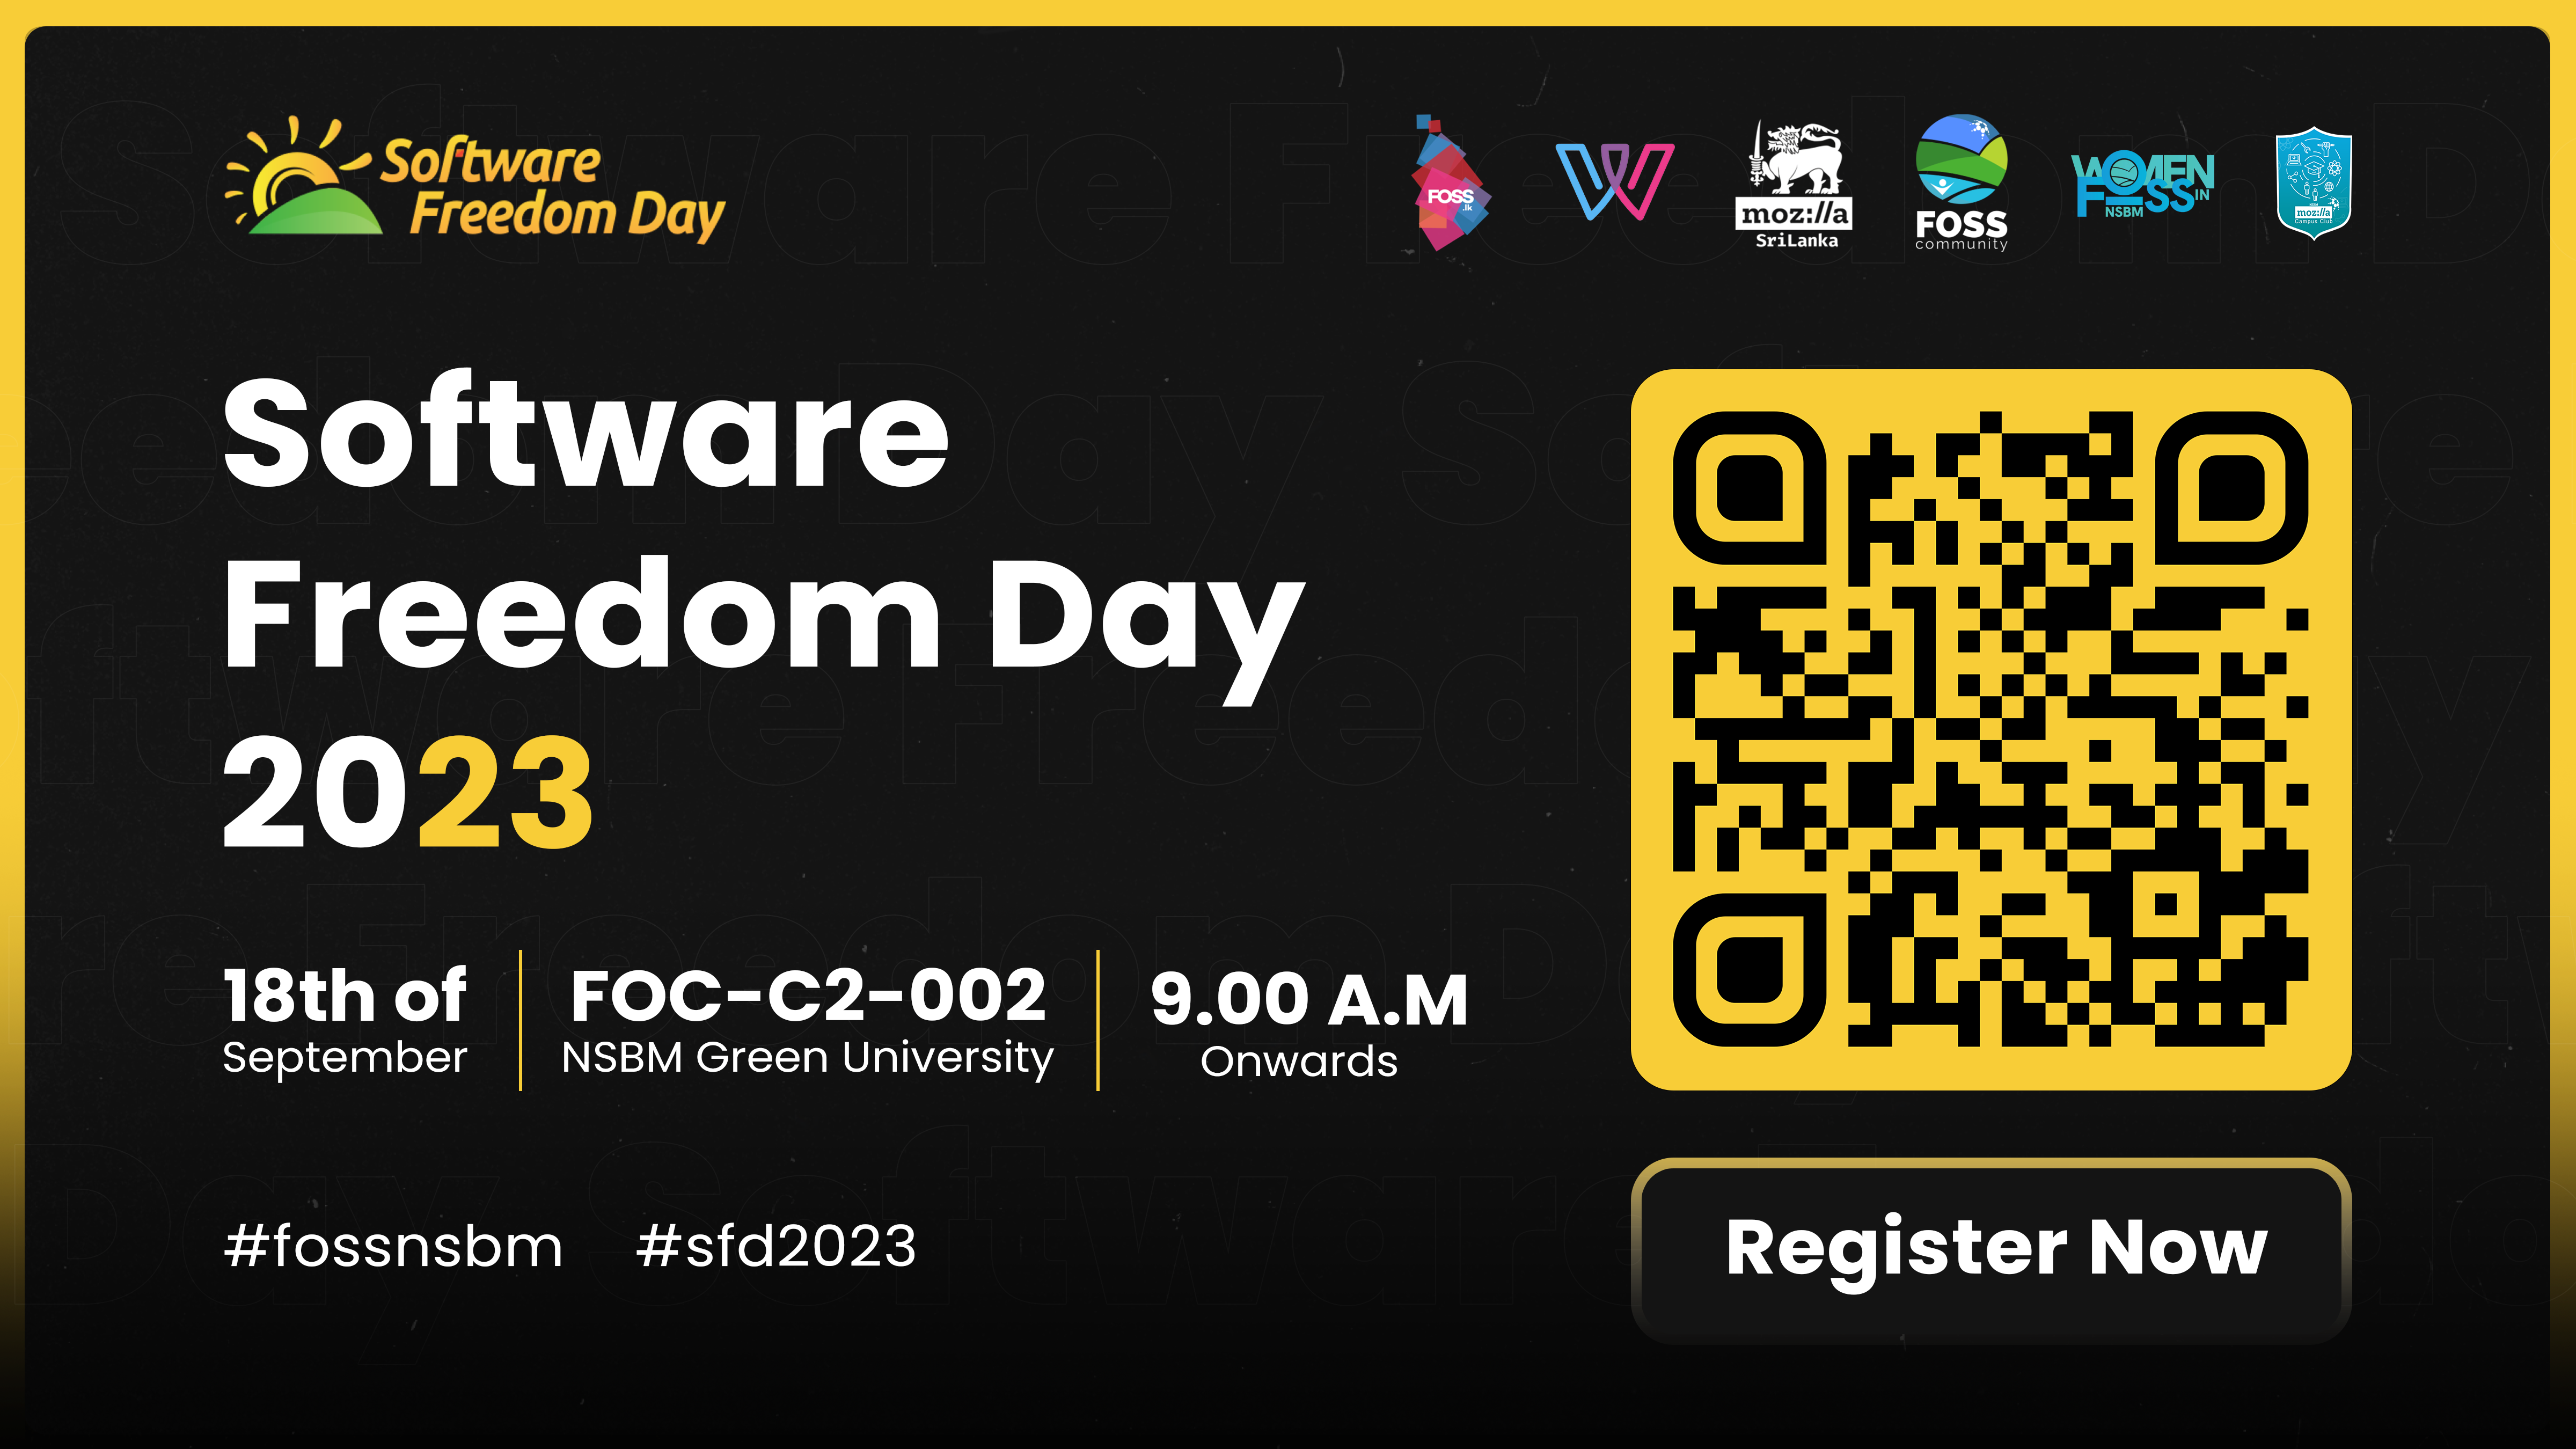 Software
Freedom Day
FOSS
.lk
W
moz://a
SriLanka
FOSS
community
WOMEN
FOSS IN
NSBM
moz://a
Campus Club
Software
Freedom Day
2023
18th of
September
FOC-C2-002
NSBM Green University
9.00 A.M
Onwards
#fossnsbm
#sfd2023
Register Now